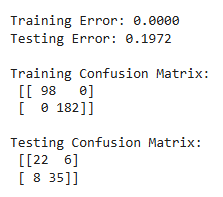 Training Error: 0.0000
Testing Error: 0.1972
Training Confusion Matrix:
[[ 98   0]
[  0 182]]
Testing Confusion Matrix:
[[22  6]
[ 8 35]]